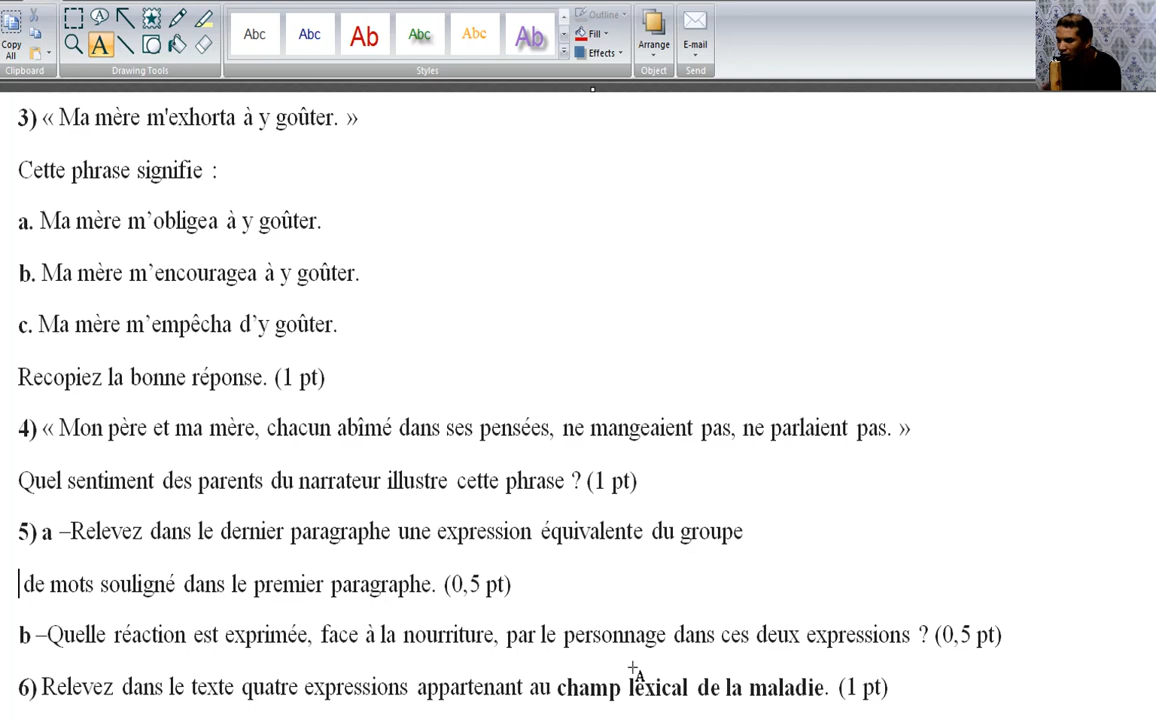 Outline
Abc Abc Ab Abc Abc Ab
Fill
Copy
All
Effects
Arrange
E-mail
Clipboard
Drawing Tools
Styles
Object
Send
3) « Ma mère m'exhorta à y goûter. »
Cette phrase signifie :
a. Ma mère m’obligea à y goûter.
b. Ma mère m’encouragea à y goûter.
c. Ma mère m’empêcha d’y goûter.
Recopiez la bonne réponse. (1 pt)
4) « Mon père et ma mère, chacun abîmé dans ses pensées, ne mangeaient pas, ne parlaient pas. »
Quel sentiment des parents du narrateur illustre cette phrase ? (1 pt)
5) a –Relevez dans le dernier paragraphe une expression équivalente du groupe
de mots souligné dans le premier paragraphe. (0,5 pt)
b –Quelle réaction est exprimée, face à la nourriture, par le personnage dans ces deux expressions ? (0,5 pt)
6) Relevez dans le texte quatre expressions appartenant au champ lexical de la maladie. (1 pt)